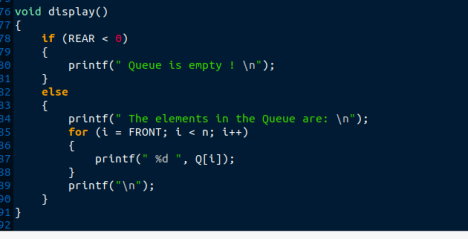 76 void display()
77 {
78     if (REAR < 0)
79     {
80         printf(" Queue is empty ! \n");
81     }
82     else
83     {
84         printf(" The elements in the Queue are: \n");
85         for (i = FRONT; i < n; i++)
86         {
87             printf(" %d ", Q[i]);
88         }
89         printf("\n");
90     }
91 }
92